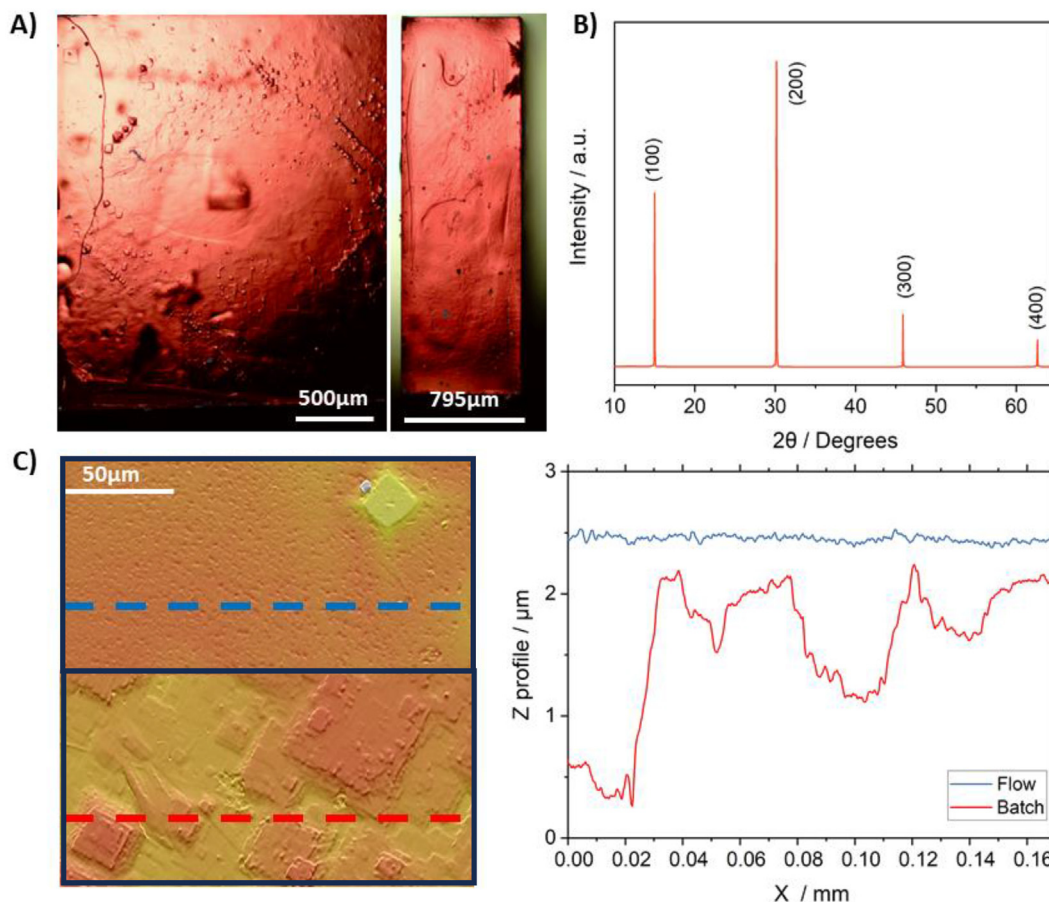 A)
500µm
795µm
B)
Intensity / a.u.
(100)
(200)
(300)
(400)
10 20 30 40 50 60
2θ / Degrees
C)
50µm
Z profile / µm
3
2
1
0
Flow
Batch
0.00 0.02 0.04 0.06 0.08 0.10 0.12 0.14 0.16
X / mm